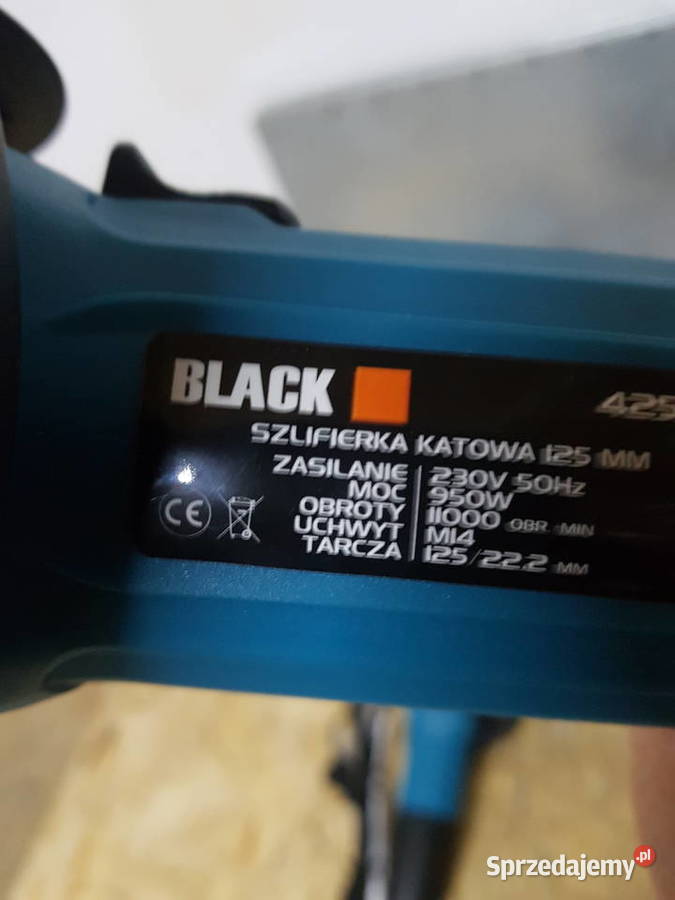 BLACK
SZLIFIERKA KATOWA 125 MM
ZASILANIE 230V 50Hz
MOC 950W
OBROTY 11000 OBR. MIN
UCHWYT M14
TARCZA 125/22.2 MM
CE
Sprzedajemy.pl